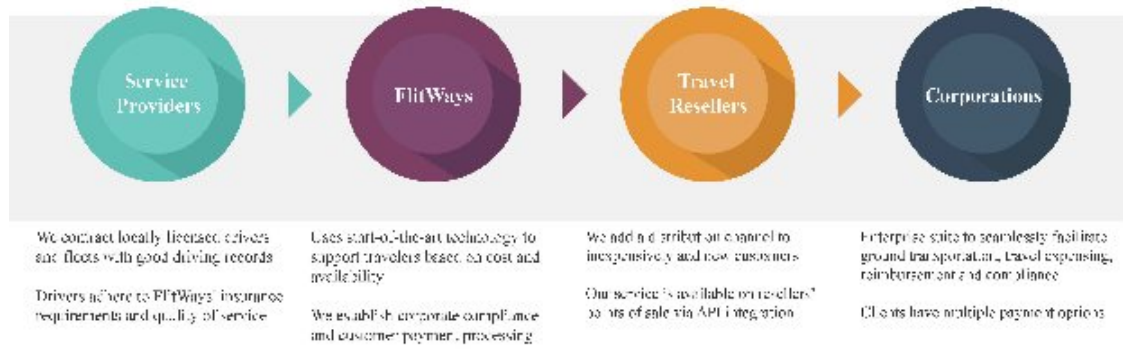 Service
Providers
FlitWays
Travel
Resellers
Corporations
We contract locally licensed drivers
and fleets with good driving records
Drivers adhere to FlitWays' insurance
requirements and quality of service
Uses start-of-the-art technology to
support travelers based on cost and
availability
We establish corporate compliance
and customer payment processing
We add a distribution channel to
inexpensively add new customers
Our service is available on resellers'
points of sale via API integration
Enterprise suite to seamlessly facilitate
ground transportation, travel expensing,
reimbursement and compliance
Clients have multiple payment options